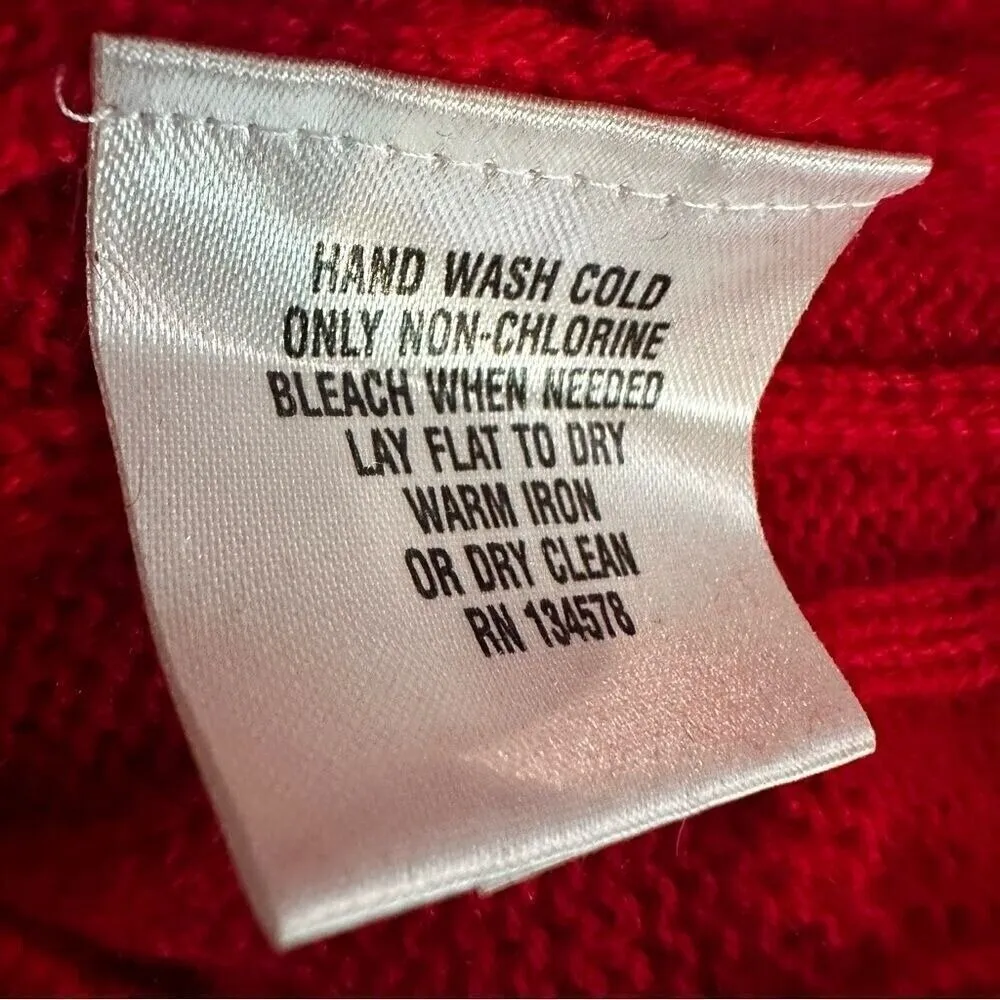 HAND WASH COLD
ONLY NON-CHLORINE
BLEACH WHEN NEEDED
LAY FLAT TO DRY
WARM IRON
OR DRY CLEAN
RN 134578